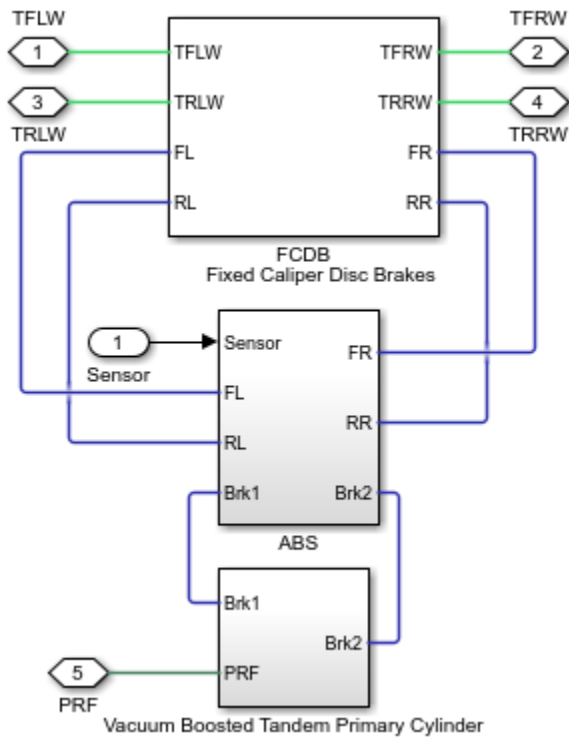 TFLW
TFRW
1
TFLW
TFRW
2
3
TRLW
TRRW
4
TRLW
TRRW
FL
FR
RL
RR
FCDB
Fixed Caliper Disc Brakes
1
Sensor
Sensor
FR
FL
RR
RL
Brk1
Brk2
ABS
Brk1
Brk2
5
PRF
PRF
Vacuum Boosted Tandem Primary Cylinder